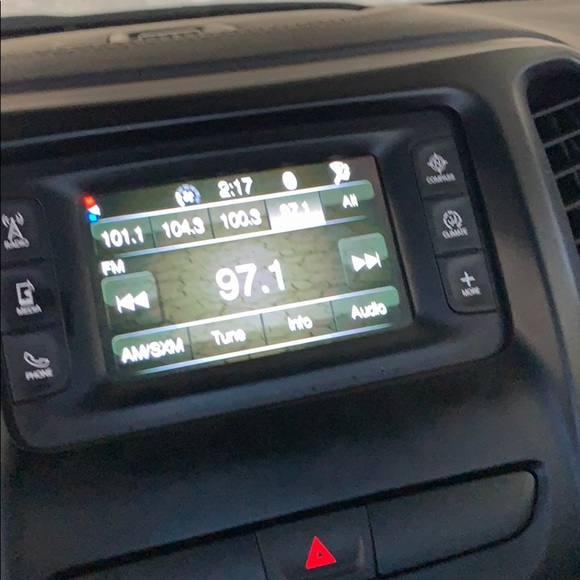 2:17
101.1 104.3 100.3 97.1 All
FM
97.1
AM/SXM Tune Info Audio
RADIO
MEDIA
PHONE
COMPASS
CLIMATE
MORE